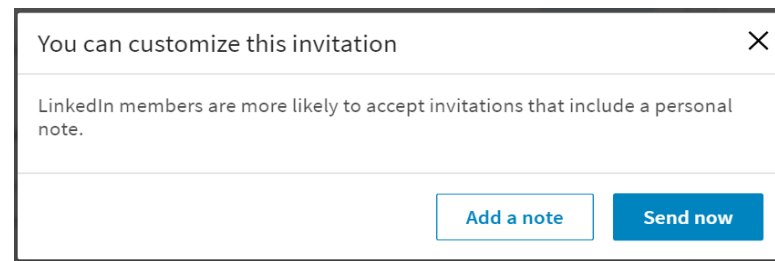 You can customize this invitation
LinkedIn members are more likely to accept invitations that include a personal
note.
Add a note
Send now